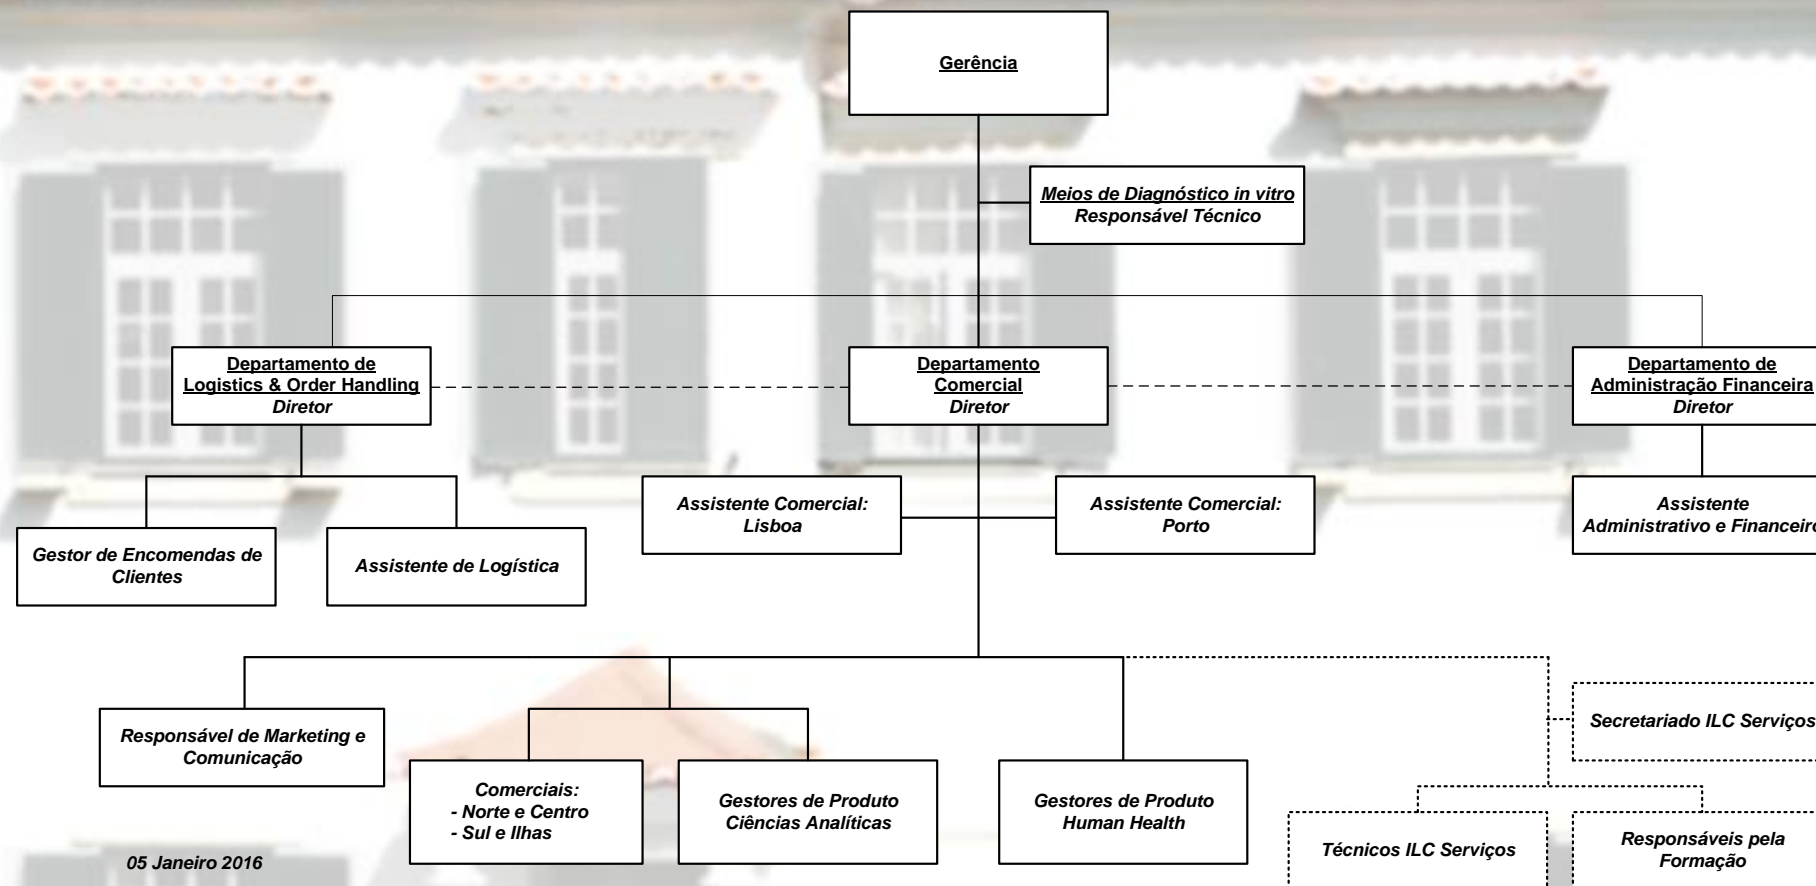 Gerência
Meios de Diagnóstico in vitro
Responsável Técnico
Departamento de
Logistics & Order Handling
Diretor
Departamento
Comercial
Diretor
Departamento de
Administração Financeira
Diretor
Assistente Comercial:
Lisboa
Assistente Comercial:
Porto
Assistente
Administrativo e Financeiro
Gestor de Encomendas de
Clientes
Assistente de Logística
Responsável de Marketing e
Comunicação
Comerciais:
- Norte e Centro
- Sul e Ilhas
Gestores de Produto
Ciências Analíticas
Gestores de Produto
Human Health
Secretariado ILC Serviços
Técnicos ILC Serviços
Responsáveis pela
Formação
05 Janeiro 2016